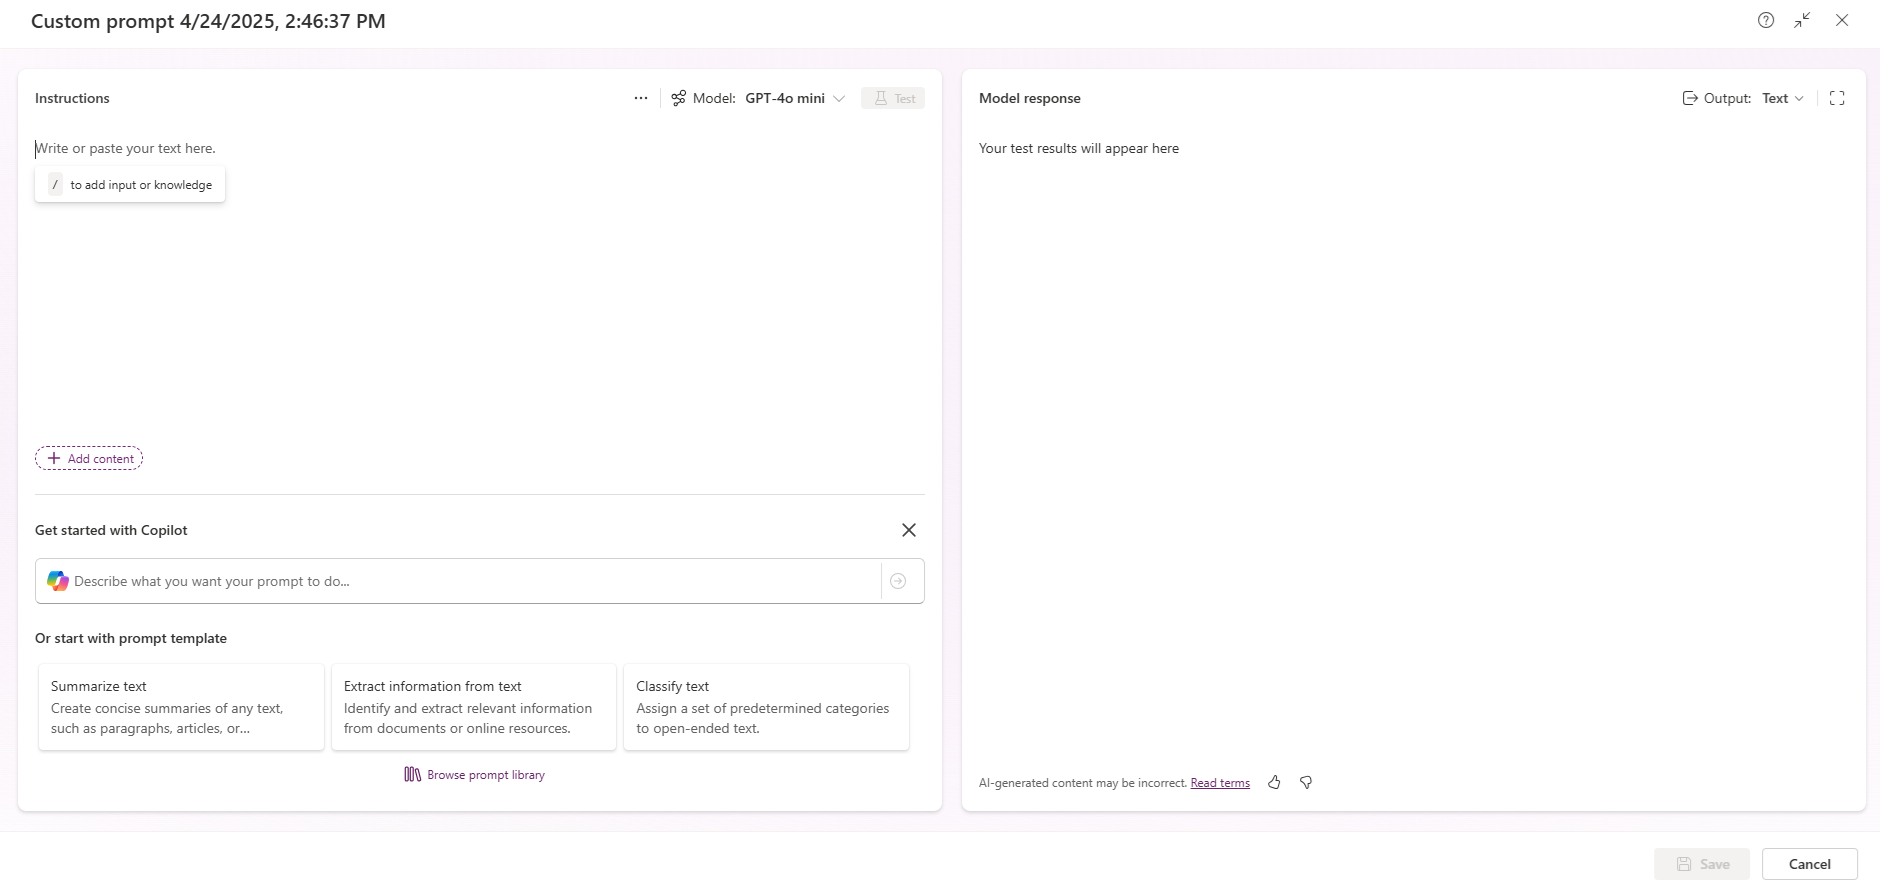 Custom prompt 4/24/2025, 2:46:37 PM
Instructions
Model: GPT-4o mini
Test
Write or paste your text here.
/ to add input or knowledge
Add content
Get started with Copilot
Describe what you want your prompt to do...
Or start with prompt template
Summarize text
Create concise summaries of any text,
such as paragraphs, articles, or...
Extract information from text
Identify and extract relevant information
from documents or online resources.
Classify text
Assign a set of predetermined categories
to open-ended text.
Browse prompt library
Model response
Output: Text
Your test results will appear here
AI-generated content may be incorrect. Read terms
Save
Cancel